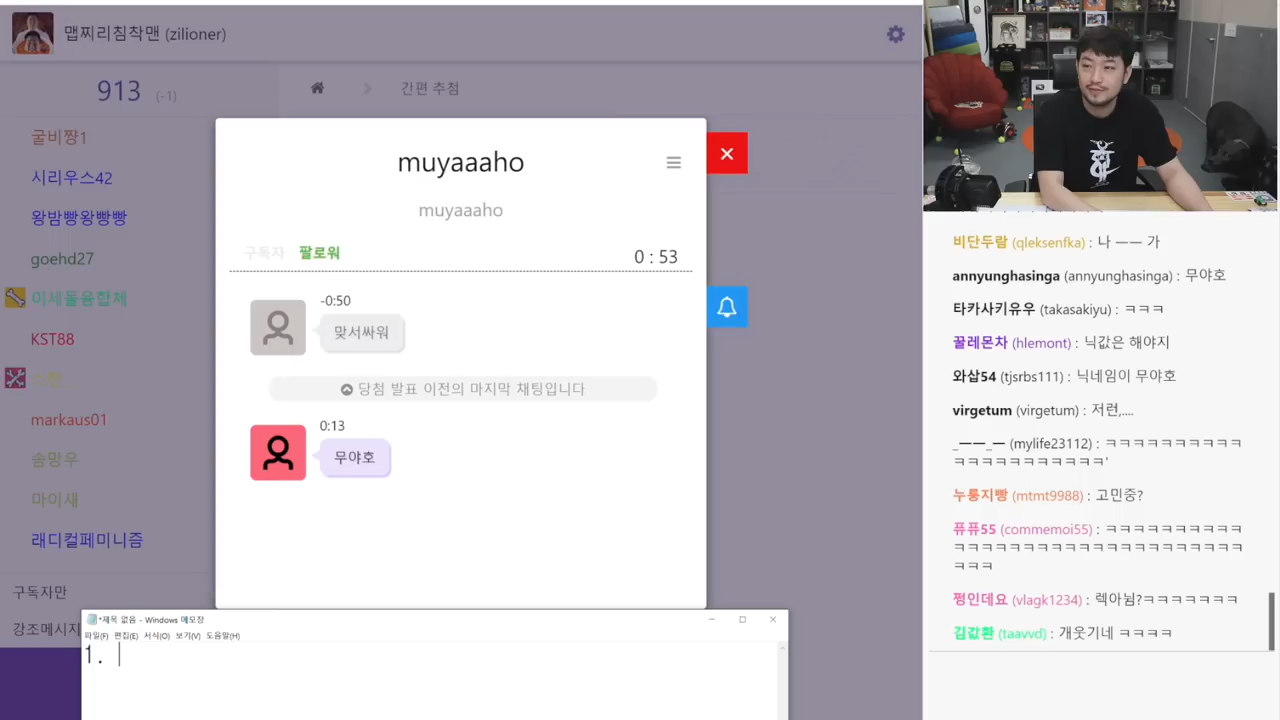 맵찌리침착맨 (zilioner)
913 (-1)
간편 추첨
굴비쨩1
시리우스42
왕밤빵왕빵빵
goehd27
이세돌융합체
KST88
markaus01
솜망우
마이새
래디컬페미니즘
구독자만
강조메시지
muyaaaho
muyaaaho
구독자 팔로워
0 : 53
-0:50
맞서싸워
당첨 발표 이전의 마지막 채팅입니다
0:13
무야호
*제목 없음 - Windows 메모장
파일(F) 편집(E) 서식(O) 보기(V) 도움말(H)
1.
비단두람 (qleksenfka) : 나 ㅡㅡ 가
annyunghasinga (annyunghasinga) : 무야호
타카사키유우 (takasakiyu) : ㅋㅋㅋ
꿀레몬차 (hlemont) : 닉값은 해야지
와삽54 (tjsrbs111) : 닉네임이 무야호
virgetum (virgetum) : 저런,...
_ㅡㅡ_ㅡ (mylife23112) : ㅋㅋㅋㅋㅋㅋㅋㅋㅋㅋ
ㅋㅋㅋㅋㅋㅋㅋㅋㅋㅋㅋ'
누룽지빵 (mtmt9988) : 고민중?
퓨퓨55 (commemoi55) : ㅋㅋㅋㅋㅋㅋㅋㅋㅋㅋ
ㅋㅋㅋㅋㅋㅋㅋㅋㅋㅋㅋㅋㅋㅋㅋㅋㅋㅋㅋㅋㅋ
ㅋㅋㅋ
쩡인데요 (vlagk1234) : 렉아뉨?ㅋㅋㅋㅋㅋㅋㅋ
김값환 (taavvd) : 개웃기네 ㅋㅋㅋㅋ